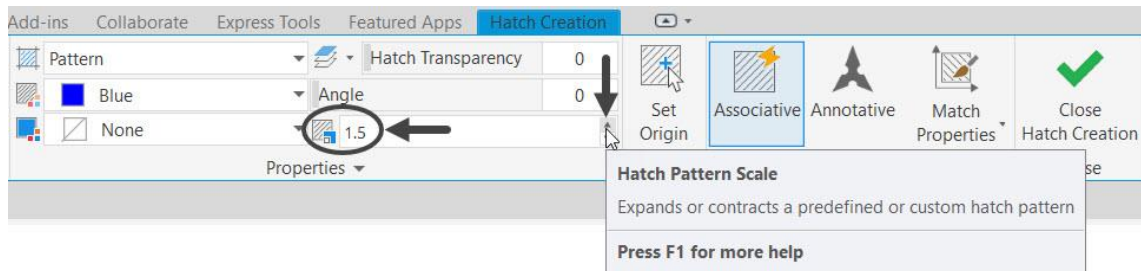 Add-ins Collaborate Express Tools Featured Apps Hatch Creation
Pattern Hatch Transparency 0
Blue Angle 0
None 1.5
Set Origin
Associative
Annotative
Match Properties
Close Hatch Creation
Properties
se
Hatch Pattern Scale
Expands or contracts a predefined or custom hatch pattern
Press F1 for more help